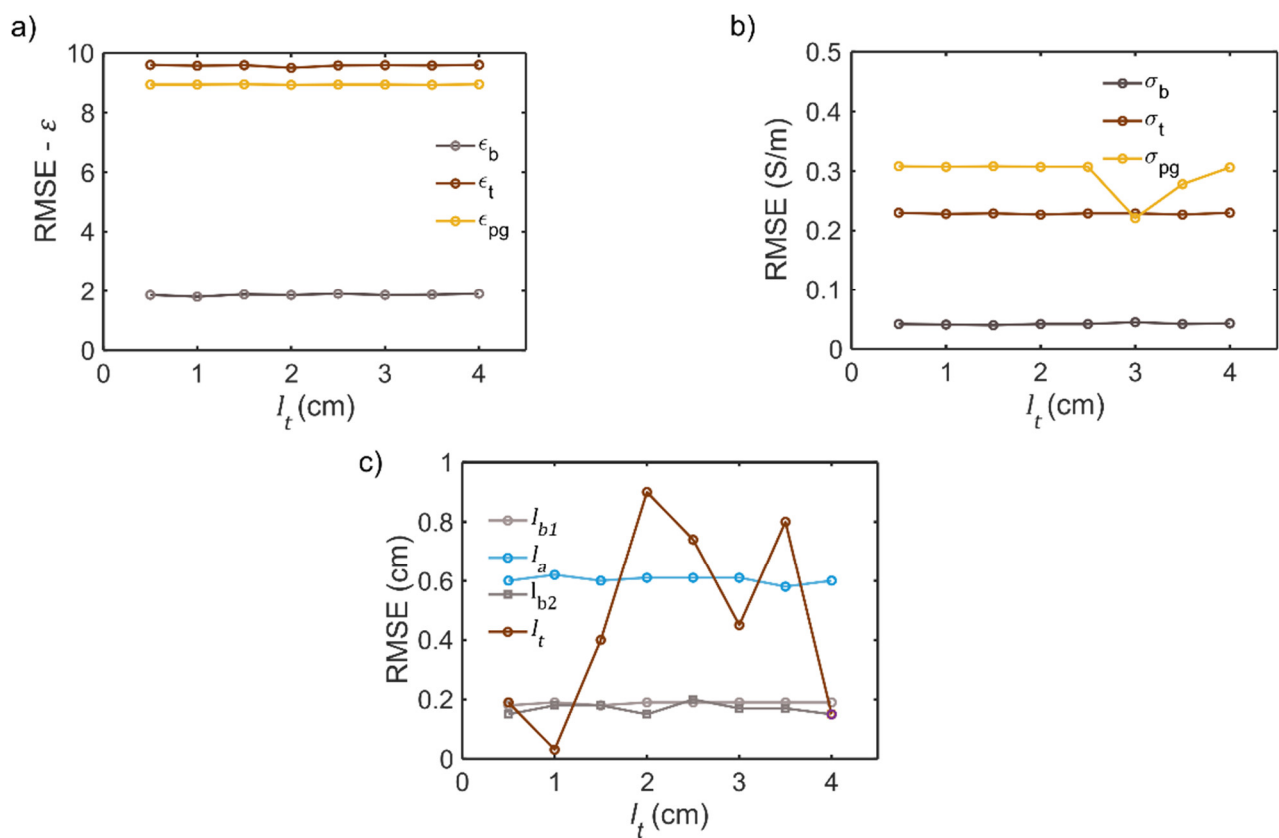 a)
10
8
6
4
2
0
RMSE - ε
ϵb
ϵt
ϵpg
0 1 2 3 4
lt (cm)
b)
0.5
0.4
0.3
0.2
0.1
0
RMSE (S/m)
σb
σt
σpg
0 1 2 3 4
lt (cm)
c)
1
0.8
0.6
0.4
0.2
0
RMSE (cm)
lb1
la
lb2
lt
0 1 2 3 4
lt (cm)